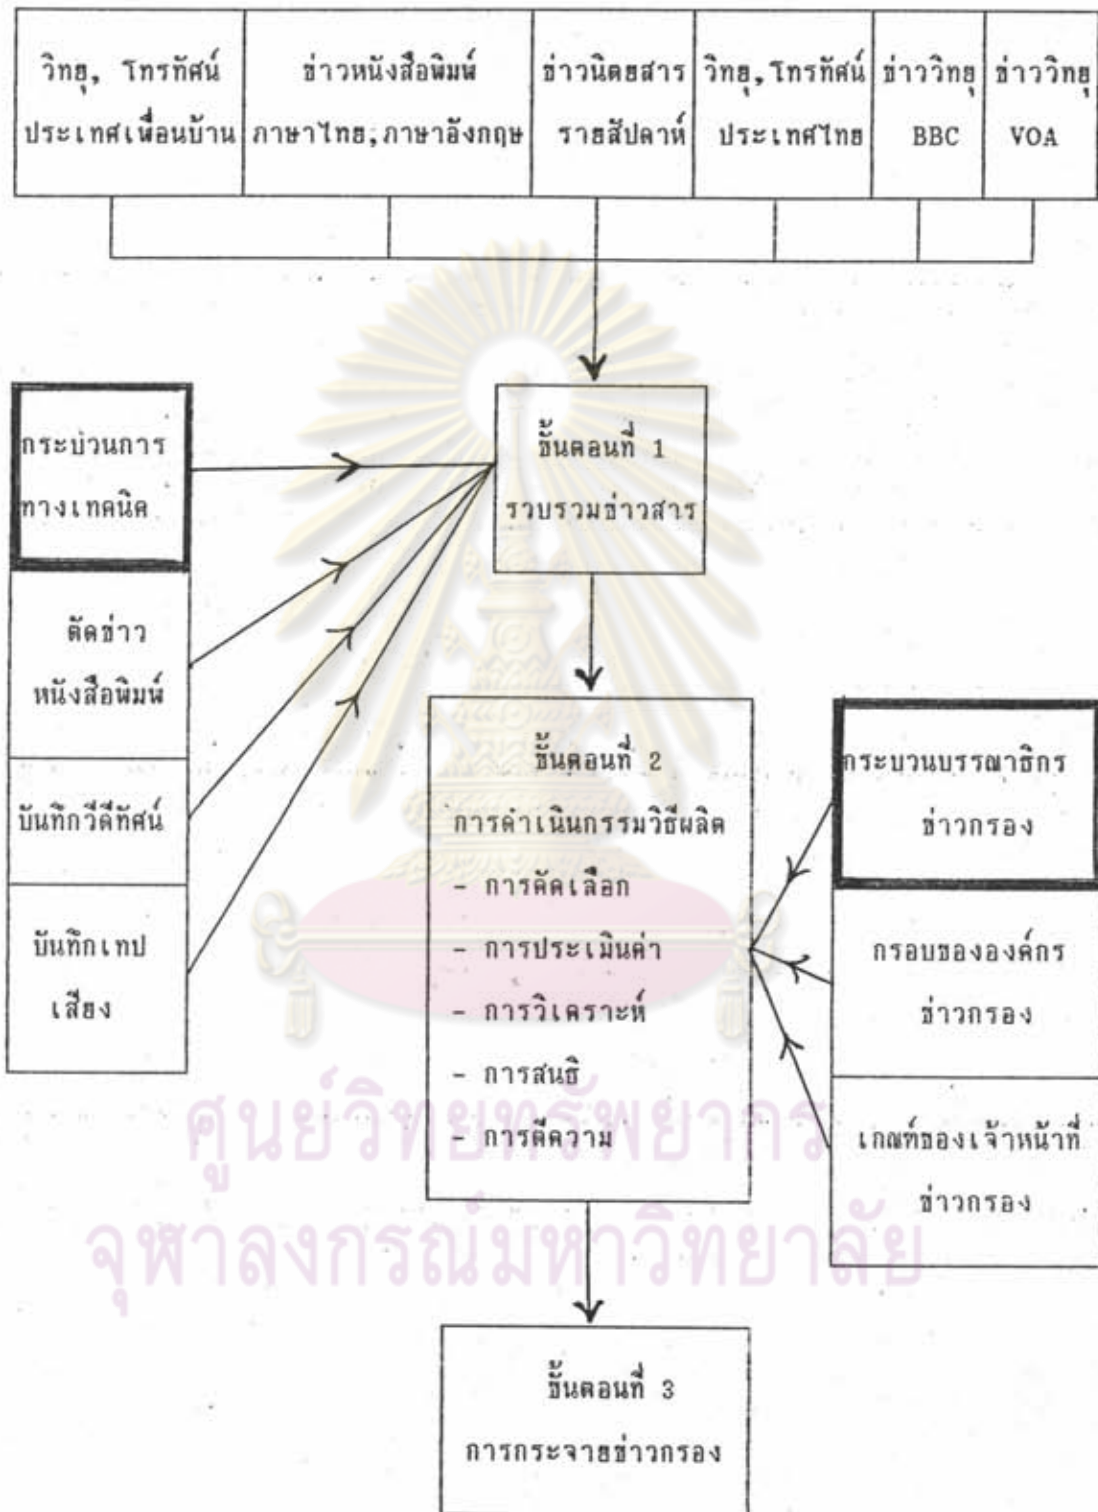 วิทยุ, โทรทัศน์
ประเทศเพื่อนบ้าน
ข่าวหนังสือพิมพ์
ภาษาไทย,ภาษาอังกฤษ
ข่าวนิตยสาร
รายสัปดาห์
วิทยุ,โทรทัศน์
ประเทศไทย
ข่าววิทยุ
BBC
ข่าววิทยุ
VOA
กระบวนการ
ทางเทคนิค
ตัดข่าว
หนังสือพิมพ์
บันทึกวีดีทัศน์
บันทึกเทป
เสียง
ขั้นตอนที่ 1
รวบรวมข่าวสาร
ขั้นตอนที่ 2
การดำเนินกรรมวิธีผลิต
- การคัดเลือก
- การประเมินค่า
- การวิเคราะห์
- การสนธิ
- การตีความ
กระบวนบรรณาธิกร
ข่าวกรอง
กรอบขององค์กร
ข่าวกรอง
เกณฑ์ของเจ้าหน้าที่
ข่าวกรอง
ศูนย์วิทยทรัพยากร
จุฬาลงกรณ์มหาวิทยาลัย
ขั้นตอนที่ 3
การกระจายข่าวกรอง